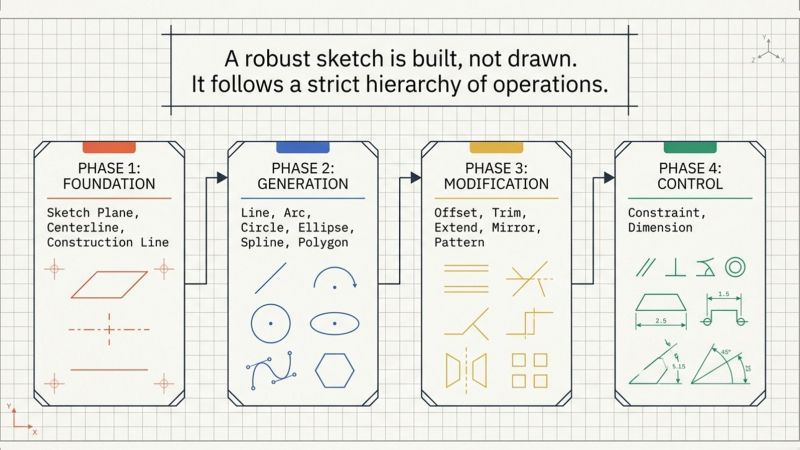 A robust sketch is built, not drawn.
It follows a strict hierarchy of operations.
Y
Z
X
PHASE 1:
FOUNDATION
Sketch Plane,
Centerline,
Construction Line
PHASE 2:
GENERATION
Line, Arc,
Circle, Ellipse,
Spline, Polygon
PHASE 3:
MODIFICATION
Offset, Trim,
Extend, Mirror,
Pattern
PHASE 4:
CONTROL
Constraint,
Dimension
1.5
2.5
5.15
45°
Y
X